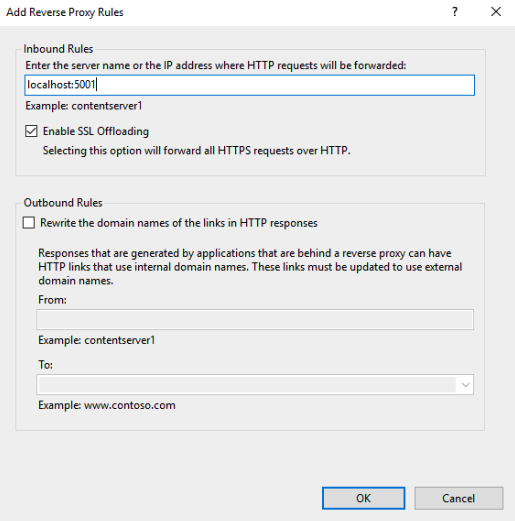 Add Reverse Proxy Rules
?
Inbound Rules
Enter the server name or the IP address where HTTP requests will be forwarded:
localhost:5001
Example: contentserver1
Enable SSL Offloading
Selecting this option will forward all HTTPS requests over HTTP.
Outbound Rules
Rewrite the domain names of the links in HTTP responses
Responses that are generated by applications that are behind a reverse proxy can have
HTTP links that use internal domain names. These links must be updated to use external
domain names.
From:
Example: contentserver1
To:
Example: www.contoso.com
OK
Cancel